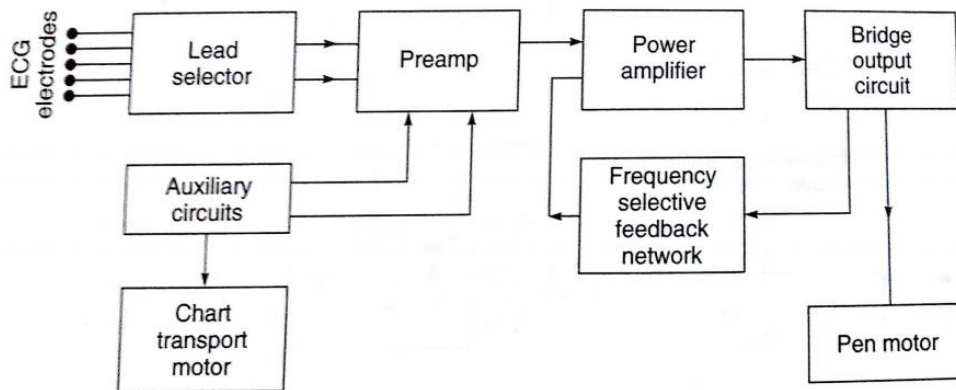 ECG
electrodes
Lead
selector
Preamp
Power
amplifier
Bridge
output
circuit
Auxiliary
circuits
Frequency
selective
feedback
network
Chart
transport
motor
Pen motor